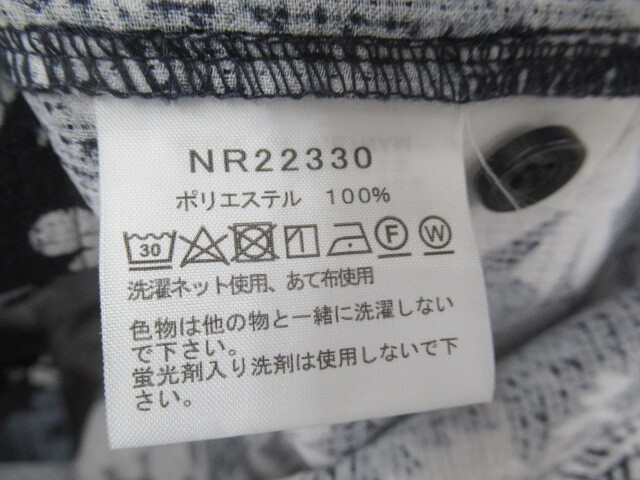 NR22330
ポリエステル 100%
30 F W
洗濯ネット使用、あて布使用
色物は他の物と一緒に洗濯しない
で下さい。
蛍光剤入り洗剤は使用しないで下
さい。